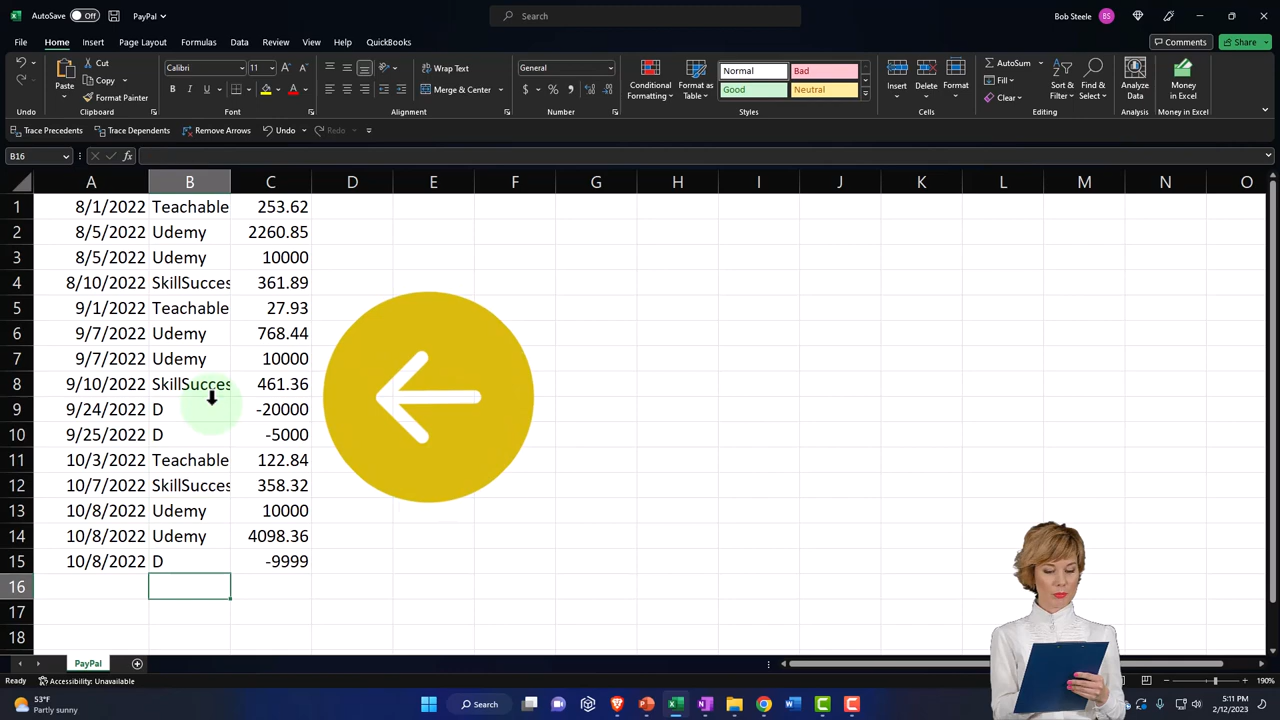 AutoSave Off PayPal Search Bob Steele BS
File Home Insert Page Layout Formulas Data Review View Help QuickBooks Comments Share
Paste Cut Copy Format Painter Calibri 11 Wrap Text Merge & Center General Conditional Formatting Format as Table Normal Bad Good Neutral Insert Delete Format AutoSum Fill Clear Sort & Filter Find & Select Analyze Data Money in Excel
Undo Clipboard Font Alignment Number Styles Cells Editing Analysis Money in Excel
Trace Precedents Trace Dependents Remove Arrows Undo Redo
B16 fx
A B C D E F G H I J K L M N O
1 8/1/2022 Teachable 253.62
2 8/5/2022 Udemy 2260.85
3 8/5/2022 Udemy 10000
4 8/10/2022 SkillSucces 361.89
5 9/1/2022 Teachable 27.93
6 9/7/2022 Udemy 768.44
7 9/7/2022 Udemy 10000
8 9/10/2022 SkillSucces 461.36
9 9/24/2022 D -20000
10 9/25/2022 D -5000
11 10/3/2022 Teachable 122.84
12 10/7/2022 SkillSucces 358.32
13 10/8/2022 Udemy 10000
14 10/8/2022 Udemy 4098.36
15 10/8/2022 D -9999
16
17
18
PayPal
Ready Accessibility: Unavailable 190%
53°F
Partly sunny
Search
5:11 PM
2/12/2023